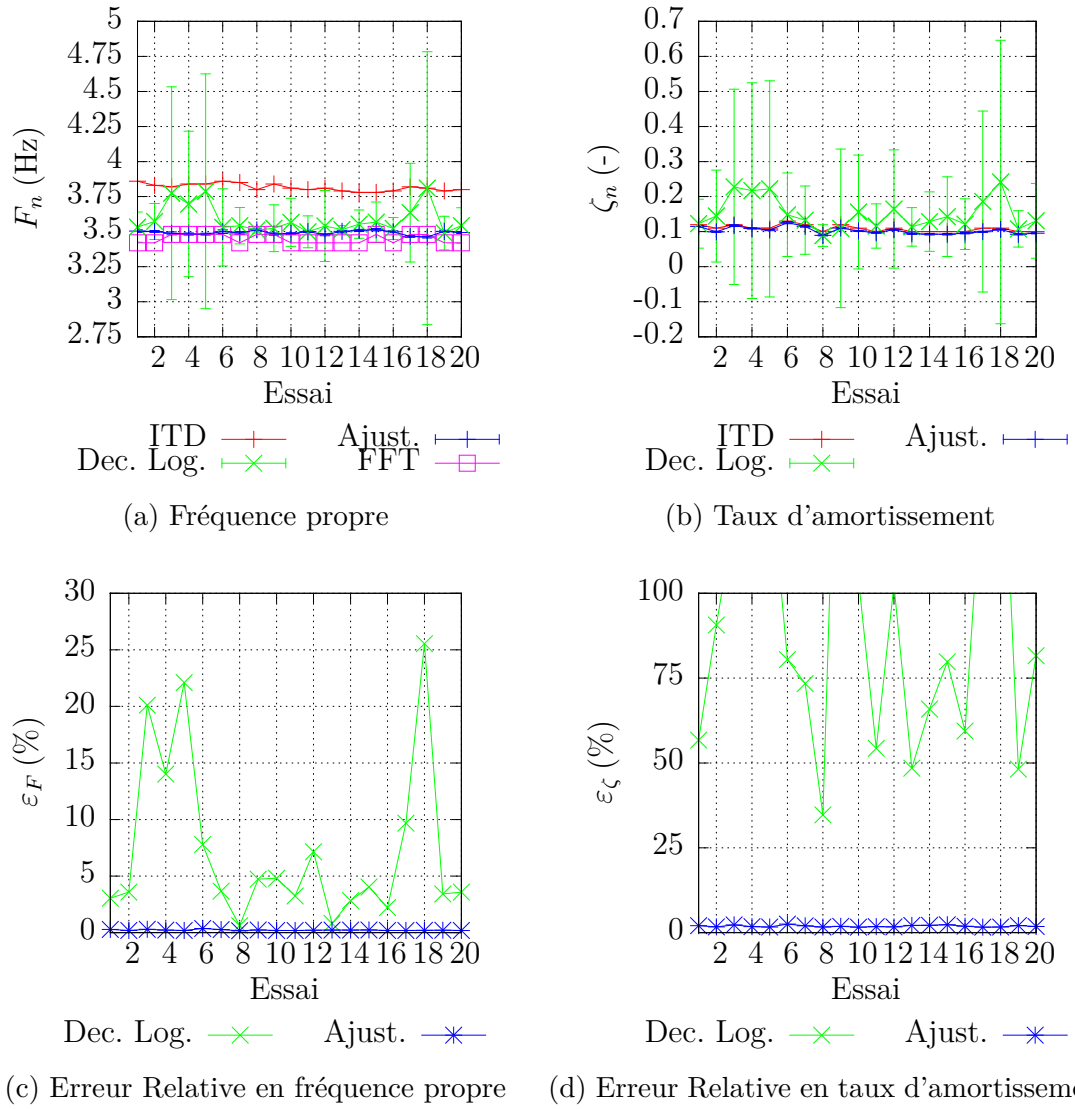 5
4.75
4.5
4.25
4
3.75
3.5
3.25
3
2.75
F_n (Hz)
2 4 6 8 10 12 14 16 18 20
Essai
ITD Ajust.
Dec. Log. FFT
(a) Fréquence propre
0.7
0.6
0.5
0.4
0.3
0.2
0.1
0
-0.1
-0.2
ζ_n (-)
2 4 6 8 10 12 14 16 18 20
Essai
ITD Ajust.
Dec. Log.
(b) Taux d'amortissement
30
25
20
15
10
5
0
ε_F (%)
2 4 6 8 10 12 14 16 18 20
Essai
Dec. Log. Ajust.
(c) Erreur Relative en fréquence propre
100
75
50
25
0
ε_ζ (%)
2 4 6 8 10 12 14 16 18 20
Essai
Dec. Log. Ajust.
(d) Erreur Relative en taux d'amortisseme